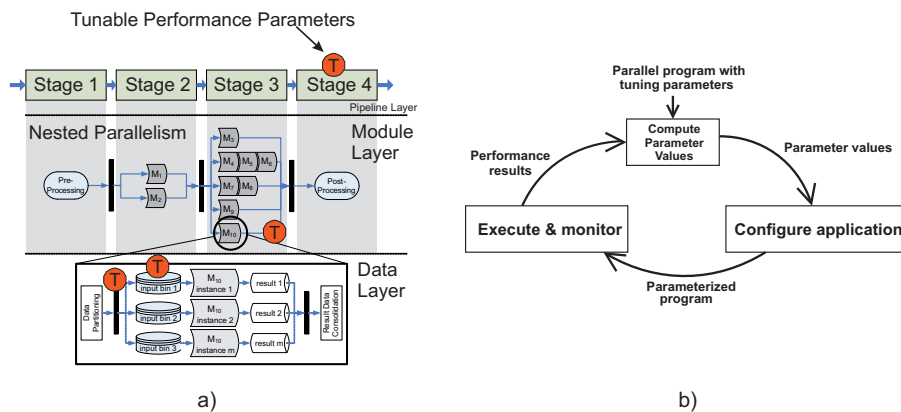 Tunable Performance Parameters
T
Stage 1
Stage 2
Stage 3
Stage 4
Pipeline Layer
Nested Parallelism
Module
Layer
Pre-
Processing
M1
M2
M3
M4 M5 M6
M7 M8
M9
M10
T
Post-
Processing
Data
Layer
T
T
Data
Partitioning
input bin 1
M10
instance 1
result 1
input bin 2
M10
instance 2
result 2
input bin 3
M10
instance m
result m
Result Data
Consolidation
a)
Parallel program with
tuning parameters
Compute
Parameter
Values
Performance
results
Parameter values
Execute & monitor
Configure application
Parameterized
program
b)